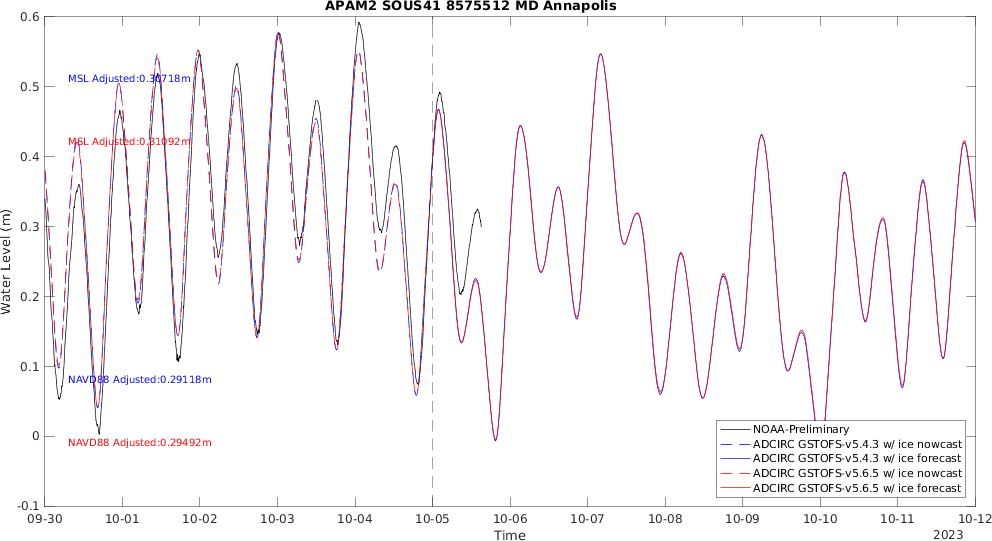 APAM2 SOUS41 8575512 MD Annapolis
0.6
0.5
0.4
0.3
0.2
0.1
0
-0.1
Water Level (m)
MSL Adjusted:0.30718m
MSL Adjusted:0.31092m
NAVD88 Adjusted:0.29118m
NAVD88 Adjusted:0.29492m
NOAA-Preliminary
ADCIRC GSTOFS-v5.4.3 w/ ice nowcast
ADCIRC GSTOFS-v5.4.3 w/ ice forecast
ADCIRC GSTOFS-v5.6.5 w/ ice nowcast
ADCIRC GSTOFS-v5.6.5 w/ ice forecast
09-30 10-01 10-02 10-03 10-04 10-05 10-06 10-07 10-08 10-09 10-10 10-11 10-12
Time
2023